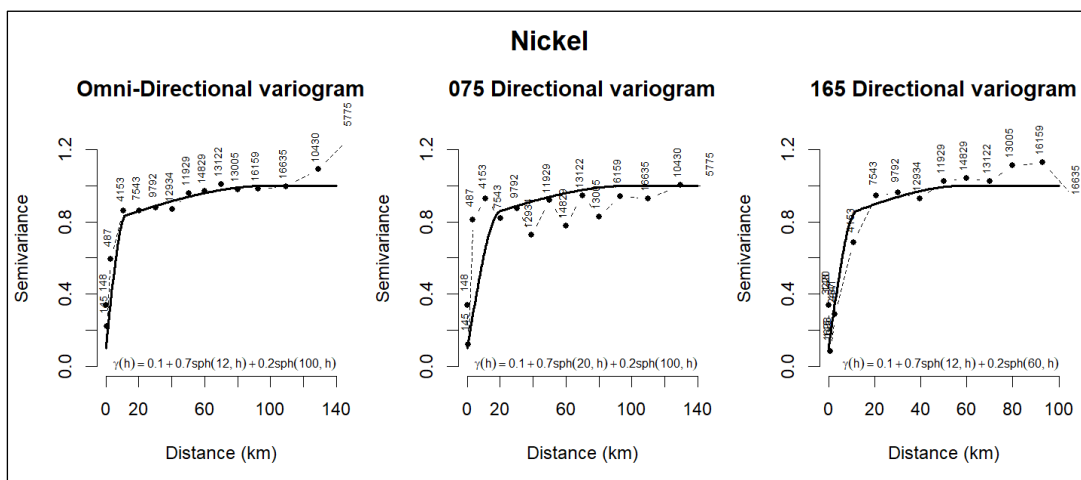 Nickel
Omni-Directional variogram
Semivariance
0.0 0.4 0.8 1.2
145
148
487
4153
7543
9792
12934
11929
14829
13122
13005
16159
16635
10430
5775
γ(h) = 0.1 + 0.7sph(12, h) + 0.2sph(100, h)
0 20 60 100 140
Distance (km)
075 Directional variogram
Semivariance
0.0 0.4 0.8 1.2
145
148
487
4153
7543
9792
12934
11929
14829
13122
13005
6159
16635
10430
5775
γ(h) = 0.1 + 0.7sph(20, h) + 0.2sph(100, h)
0 20 60 100 140
Distance (km)
165 Directional variogram
Semivariance
0.0 0.4 0.8 1.2
4153
7543
9792
12934
11929
14829
13122
13005
16159
16635
γ(h) = 0.1 + 0.7sph(12, h) + 0.2sph(60, h)
0 20 40 60 80 100
Distance (km)